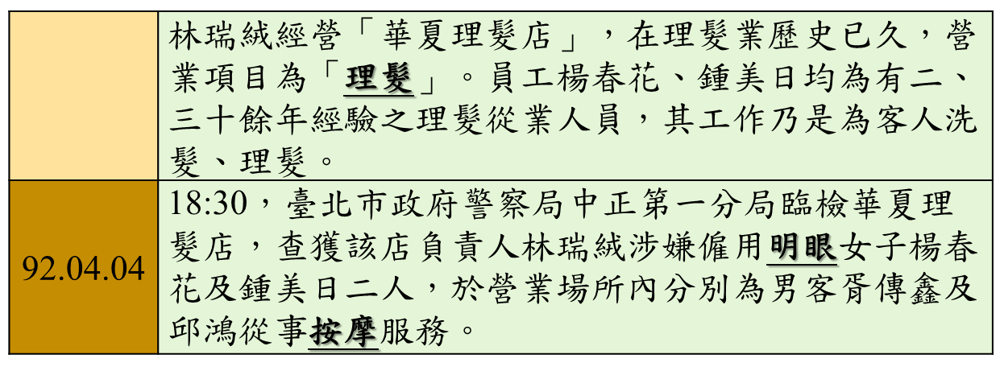 林瑞絨經營「華夏理髮店」，在理髮業歷史已久，營
業項目為「理髮」。員工楊春花、鍾美日均為有二、
三十餘年經驗之理髮從業人員，其工作乃是為客人洗
髮、理髮。
92.04.04
18:30，臺北市政府警察局中正第一分局臨檢華夏理
髮店，查獲該店負責人林瑞絨涉嫌僱用明眼女子楊春
花及鍾美日二人，於營業場所內分別為男客胥傳鑫及
邱鴻從事按摩服務。